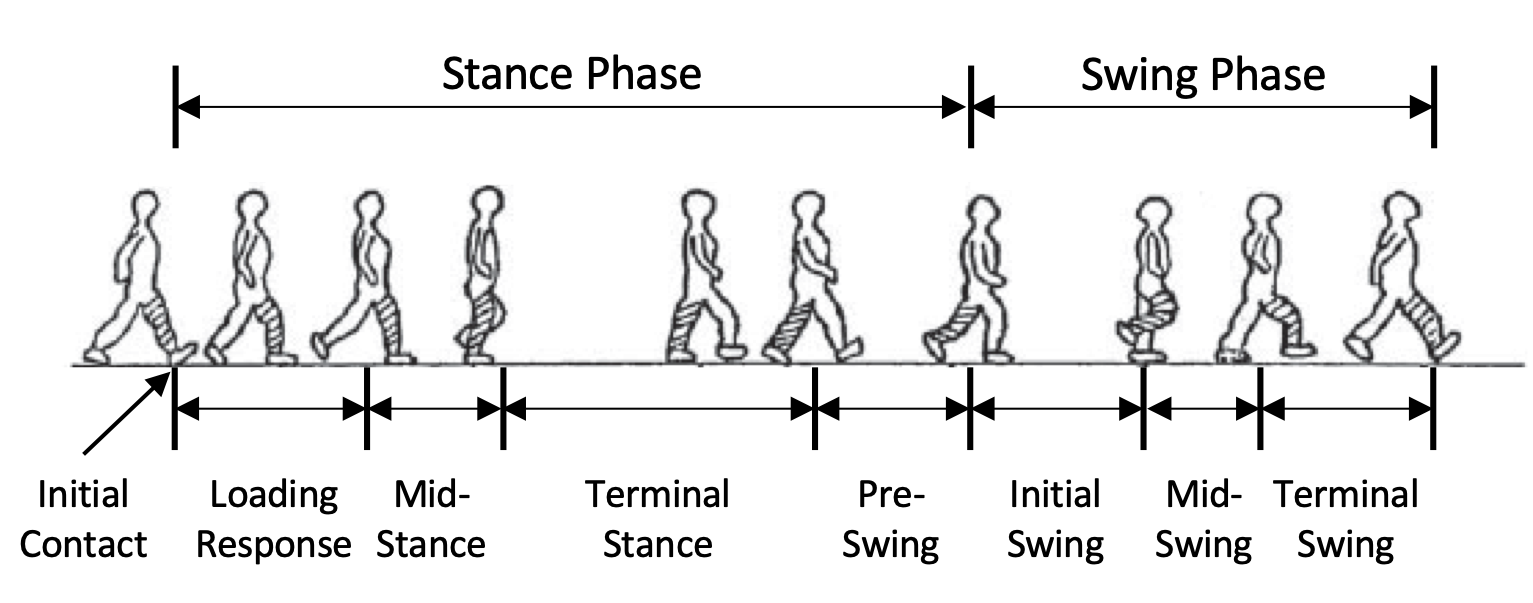 Stance Phase
Swing Phase
Initial
Contact
Loading
Response
Mid-
Stance
Terminal
Stance
Pre-
Swing
Initial
Swing
Mid-
Swing
Terminal
Swing